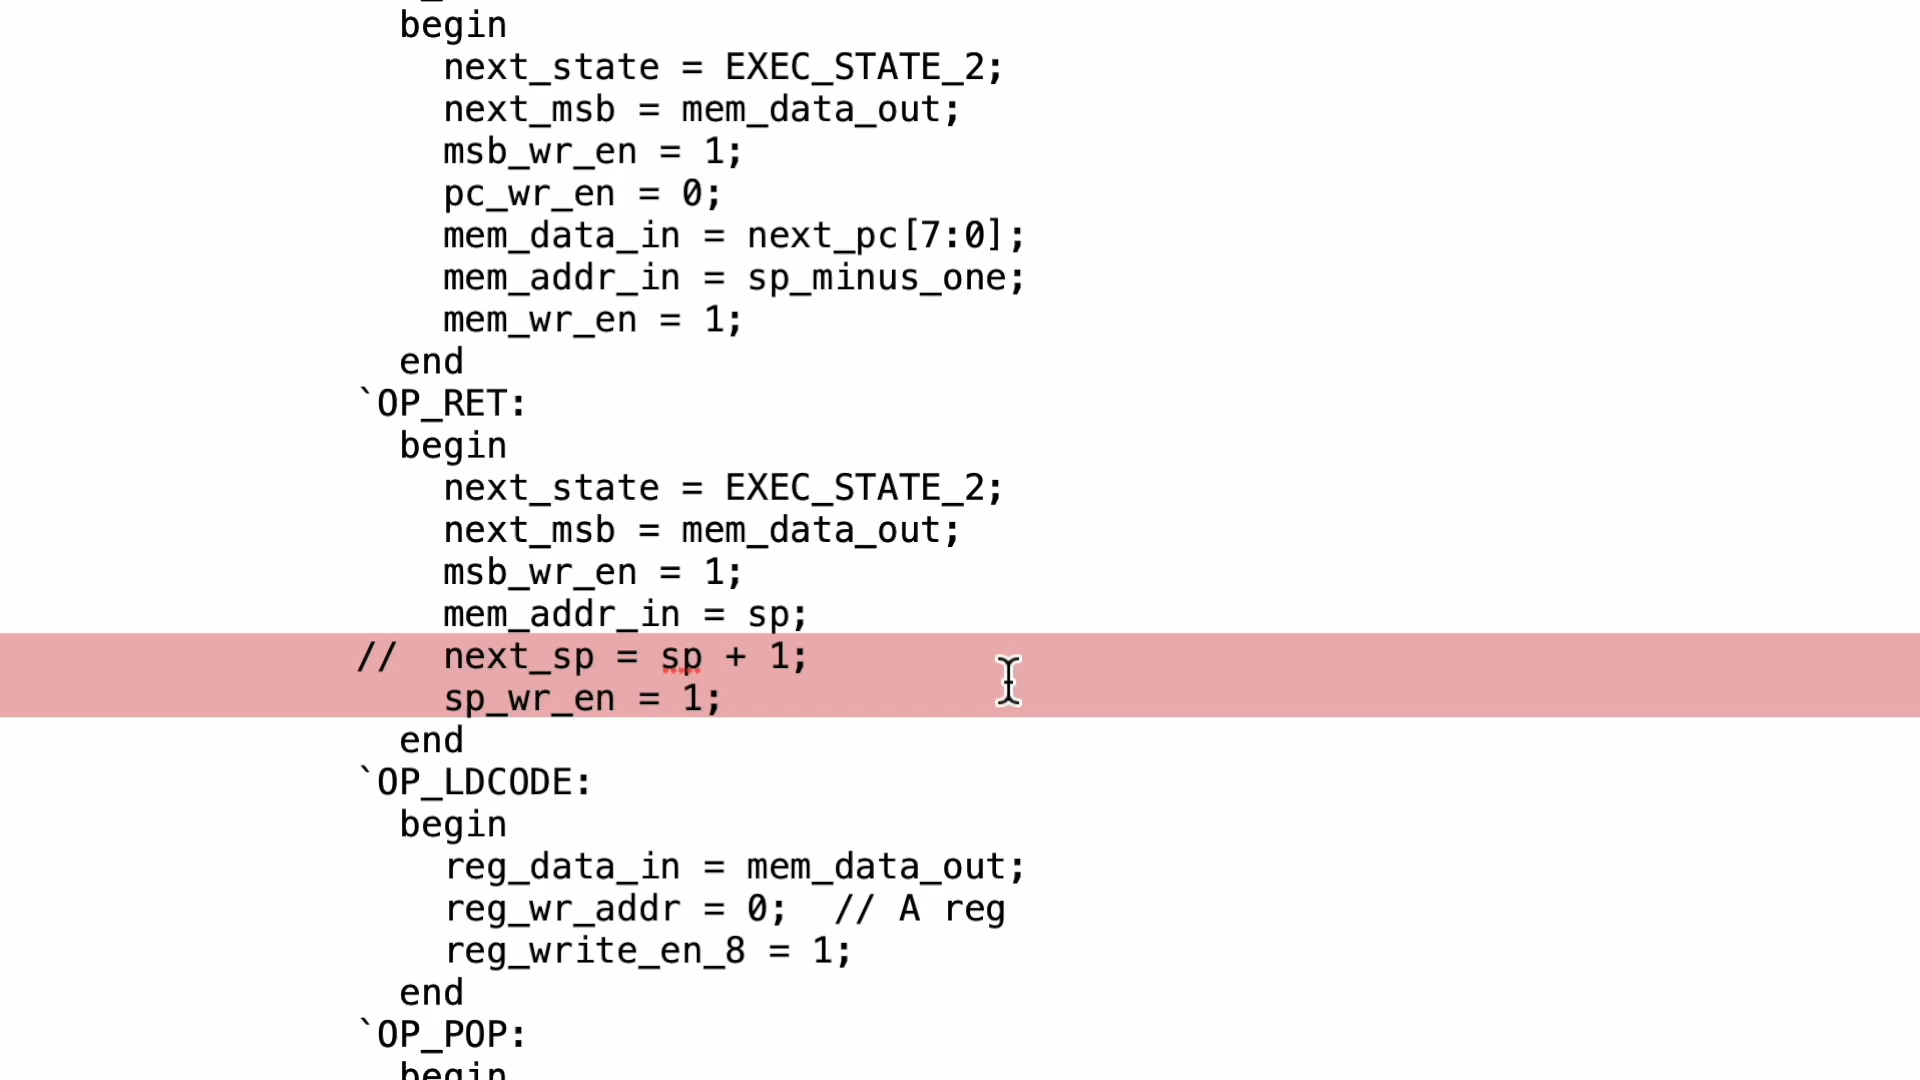 begin
next_state = EXEC_STATE_2;
next_msb = mem_data_out;
msb_wr_en = 1;
pc_wr_en = 0;
mem_data_in = next_pc[7:0];
mem_addr_in = sp_minus_one;
mem_wr_en = 1;
end
`OP_RET:
begin
next_state = EXEC_STATE_2;
next_msb = mem_data_out;
msb_wr_en = 1;
mem_addr_in = sp;
// next_sp = sp + 1;
sp_wr_en = 1;
end
`OP_LDCODE:
begin
reg_data_in = mem_data_out;
reg_wr_addr = 0; // A reg
reg_write_en_8 = 1;
end
`OP_POP:
begin